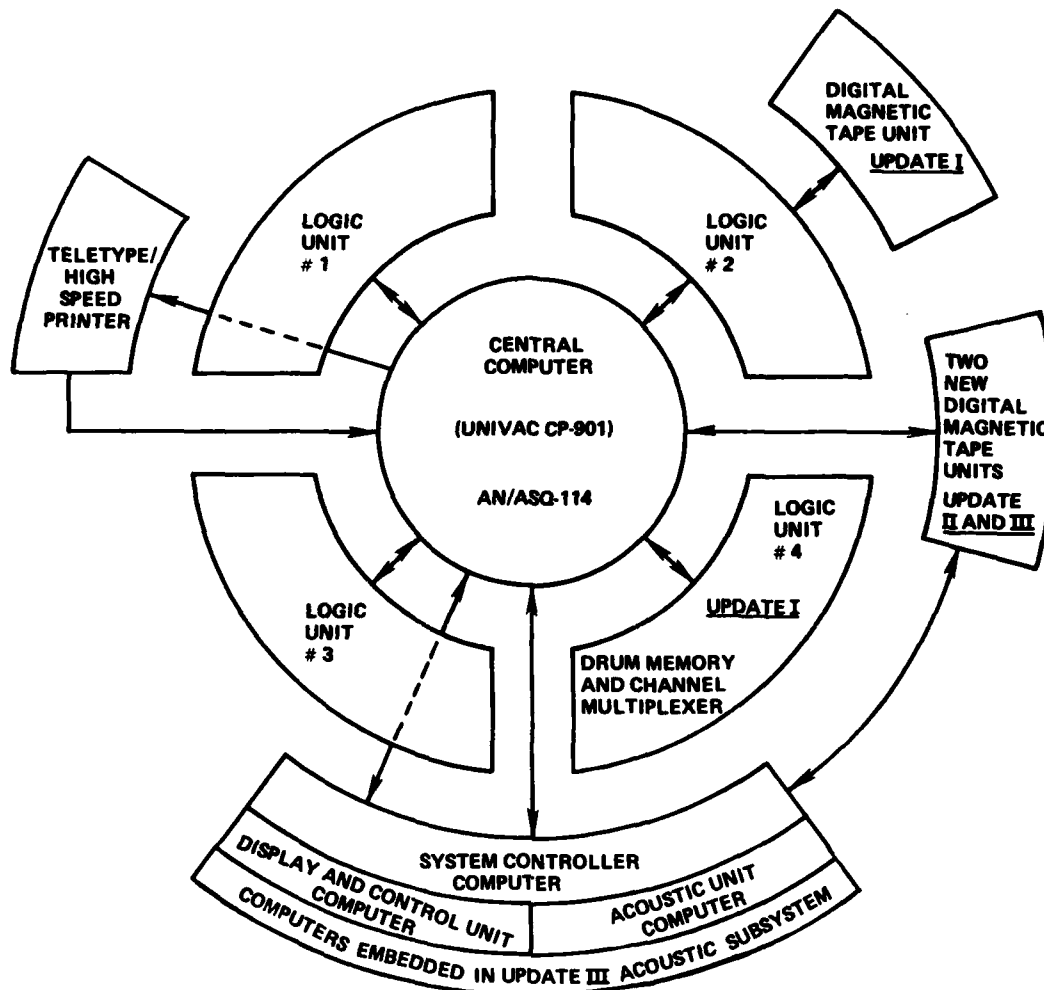 DIGITAL
MAGNETIC
TAPE UNIT
UPDATE I
LOGIC
UNIT
# 1
LOGIC
UNIT
# 2
TELETYPE/
HIGH
SPEED
PRINTER
CENTRAL
COMPUTER
(UNIVAC CP-901)
AN/ASQ-114
TWO
NEW
DIGITAL
MAGNETIC
TAPE
UNITS
UPDATE
II AND III
LOGIC
UNIT
# 3
LOGIC
UNIT
# 4
UPDATE I
DRUM MEMORY
AND CHANNEL
MULTIPLEXER
SYSTEM CONTROLLER
COMPUTER
DISPLAY AND CONTROL UNIT
COMPUTER
ACOUSTIC UNIT
COMPUTER
COMPUTERS EMBEDDED IN UPDATE III ACOUSTIC SUBSYSTEM